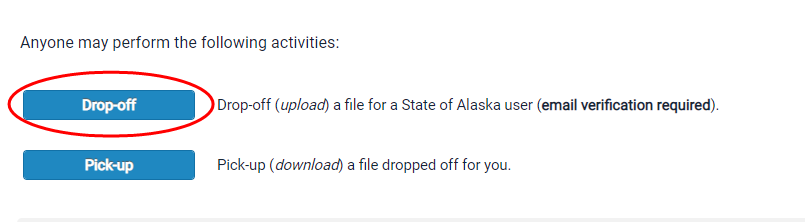 Anyone may perform the following activities:
Drop-off Drop-off (upload) a file for a State of Alaska user (email verification required).
Pick-up Pick-up (download) a file dropped off for you.